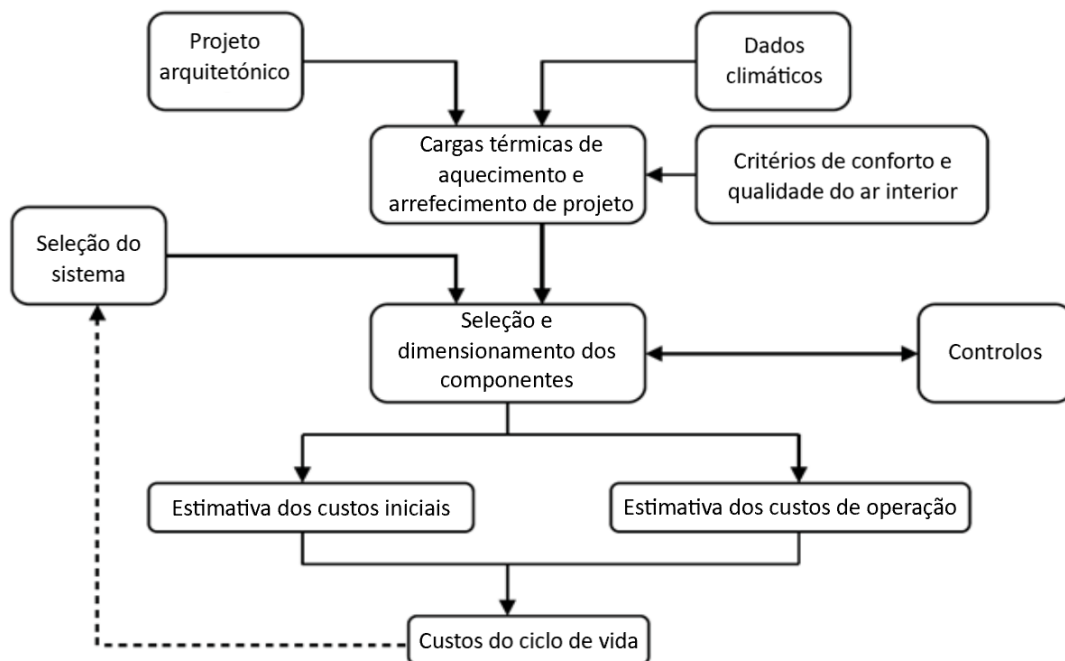 Projeto
arquitetónico
Dados
climáticos
Cargas térmicas de
aquecimento e
arrefecimento de projeto
Critérios de conforto e
qualidade do ar interior
Seleção do
sistema
Seleção e
dimensionamento dos
componentes
Controlos
Estimativa dos custos iniciais
Estimativa dos custos de operação
Custos do ciclo de vida